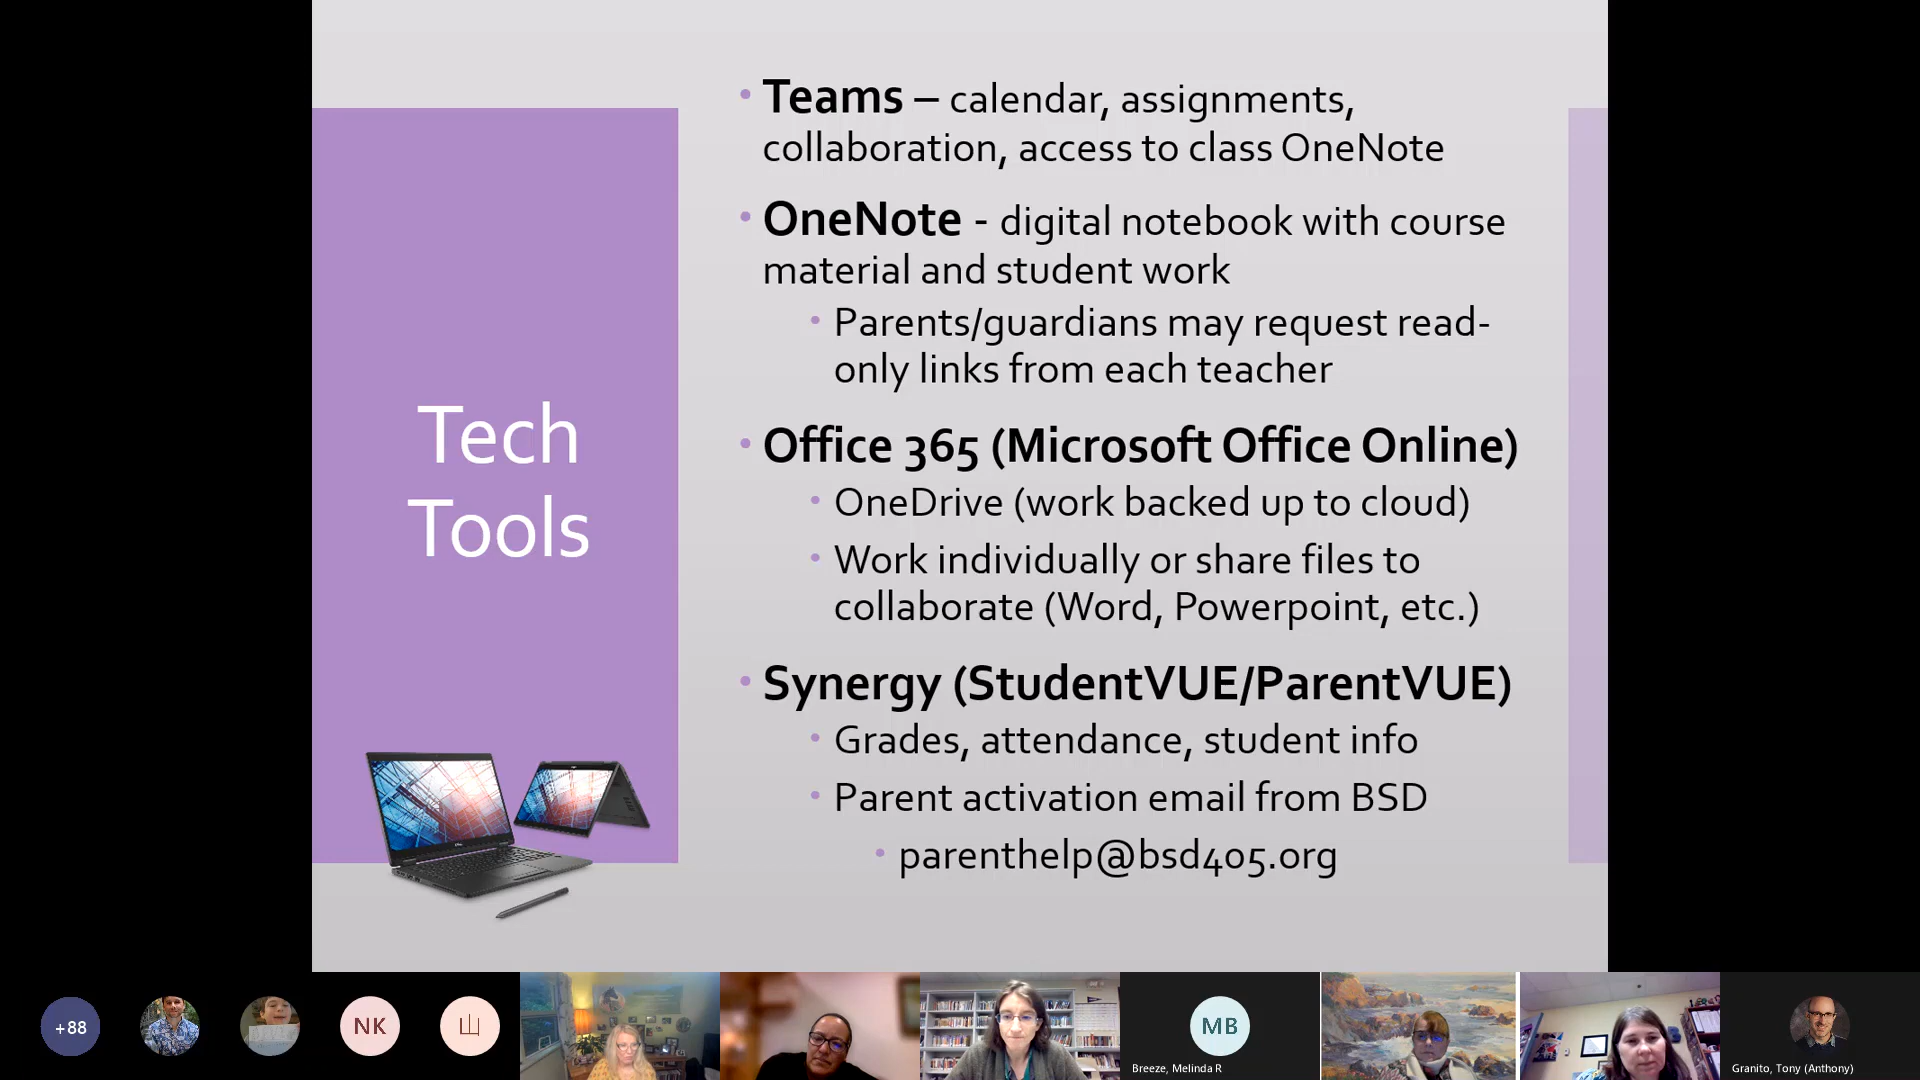 Tech
Tools
• Teams – calendar, assignments,
collaboration, access to class OneNote
• OneNote - digital notebook with course
material and student work
• Parents/guardians may request read-
only links from each teacher
• Office 365 (Microsoft Office Online)
• OneDrive (work backed up to cloud)
• Work individually or share files to
collaborate (Word, Powerpoint, etc.)
• Synergy (StudentVUE/ParentVUE)
• Grades, attendance, student info
• Parent activation email from BSD
• parenthelp@bsd405.org
+88
NK
山
MB
Breeze, Melinda R
Granito, Tony (Anthony)